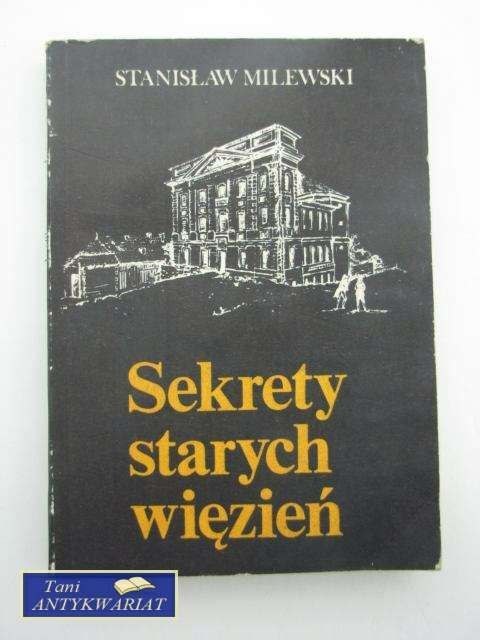 STANISŁAW MILEWSKI
Sekrety
starych
więzień
Tani
ANTYKWARIAT